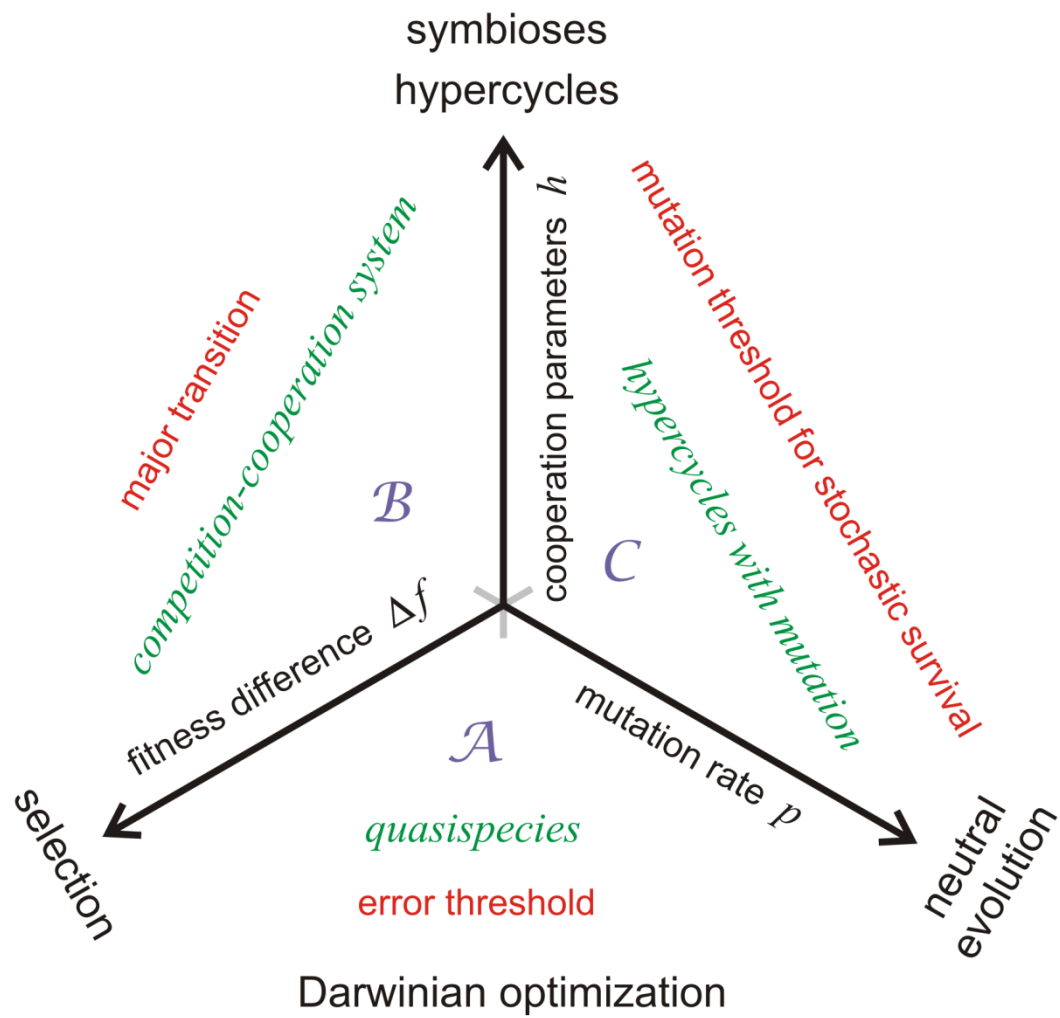 symbioses
hypercycles
cooperation parameters h
mutation threshold for stochastic survival
competition-cooperation system
major transition
hypercycles with mutation
B
C
fitness difference Δf
A
mutation rate p
selection
quasispecies
error threshold
neutral
evolution
Darwinian optimization